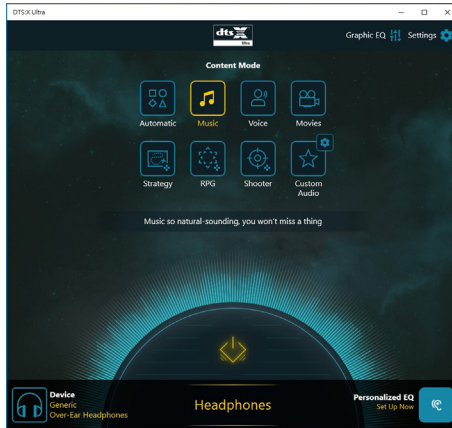 DTS:X Ultra
dts X
Ultra
Graphic EQ
Settings
Content Mode
Automatic
Music
Voice
Movies
Strategy
RPG
Shooter
Custom
Audio
Music so natural-sounding, you won't miss a thing
Device
Generic
Over-Ear Headphones
Headphones
Personalized EQ
Set Up Now